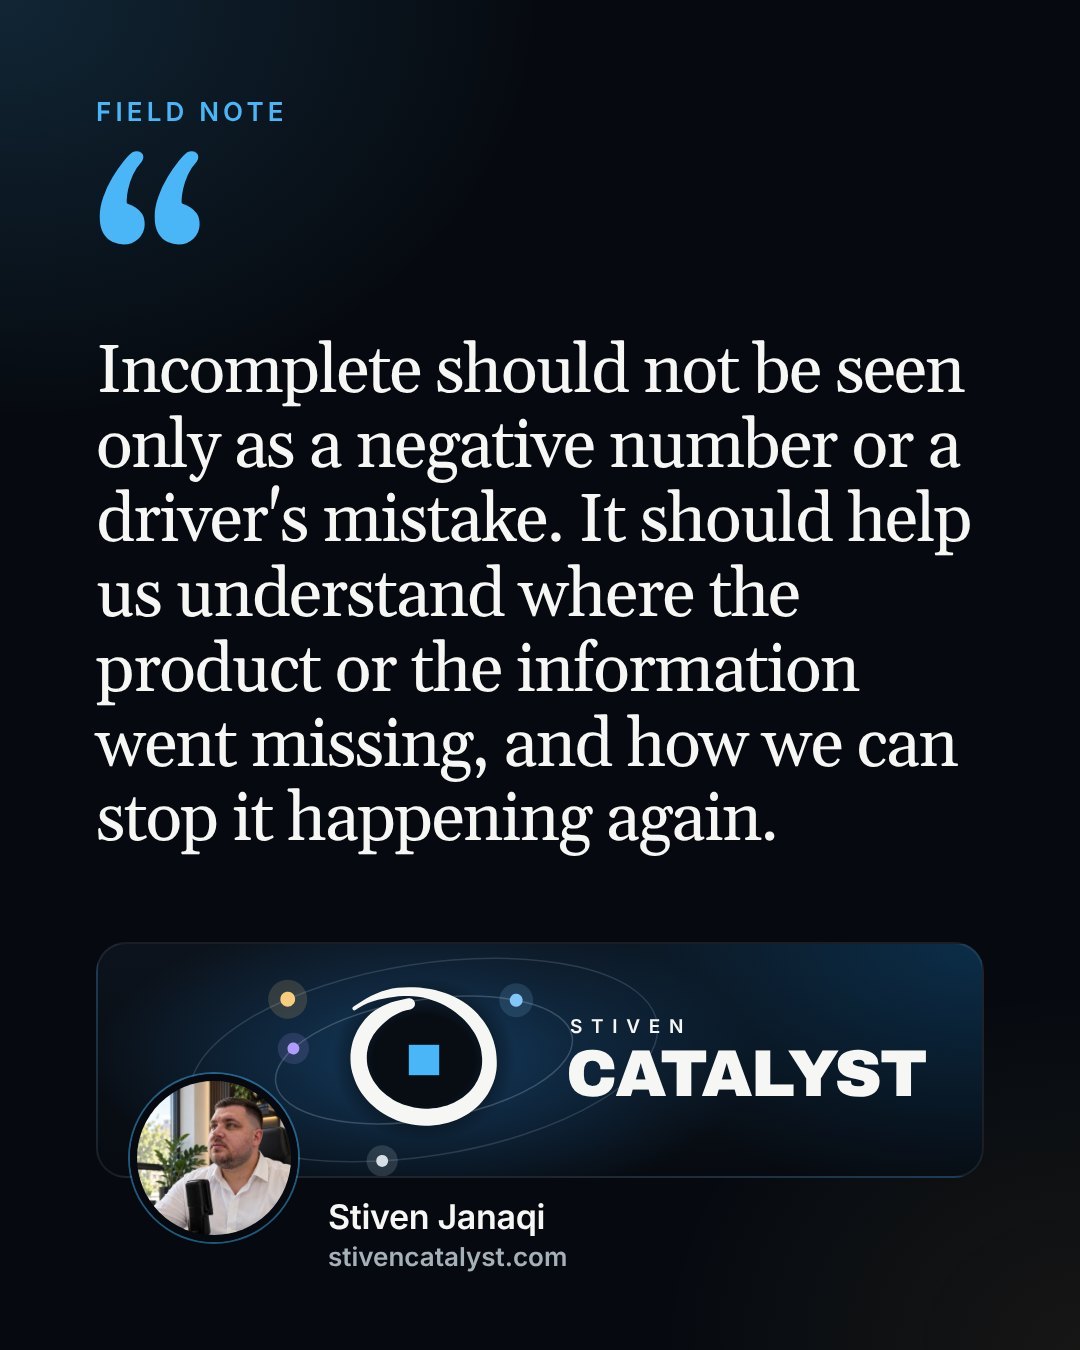 FIELD NOTE
“
Incomplete should not be seen
only as a negative number or a
driver's mistake. It should help
us understand where the
product or the information
went missing, and how we can
stop it happening again.
STIVEN
CATALYST
Stiven Janaqi
stivencatalyst.com